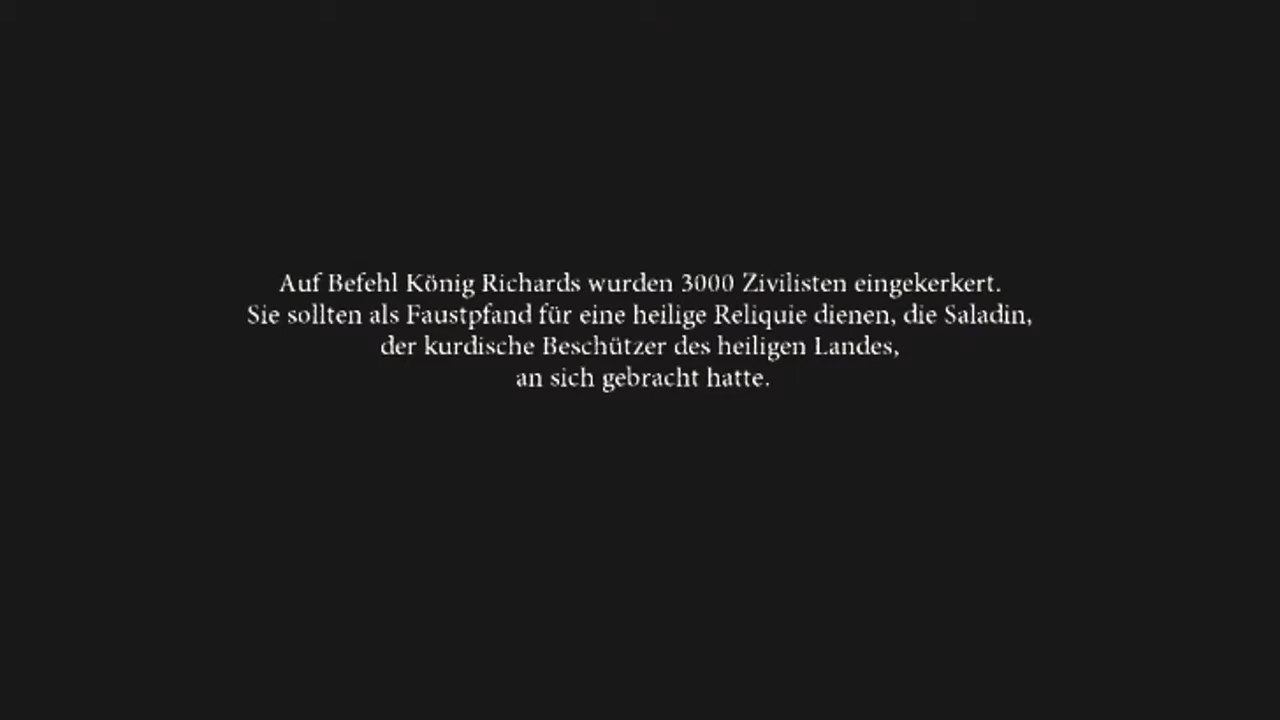 Auf Befehl König Richards wurden 3000 Zivilisten eingekerkert.
Sie sollten als Faustpfand für eine heilige Reliquie dienen, die Saladin,
der kurdische Beschützer des heiligen Landes,
an sich gebracht hatte.